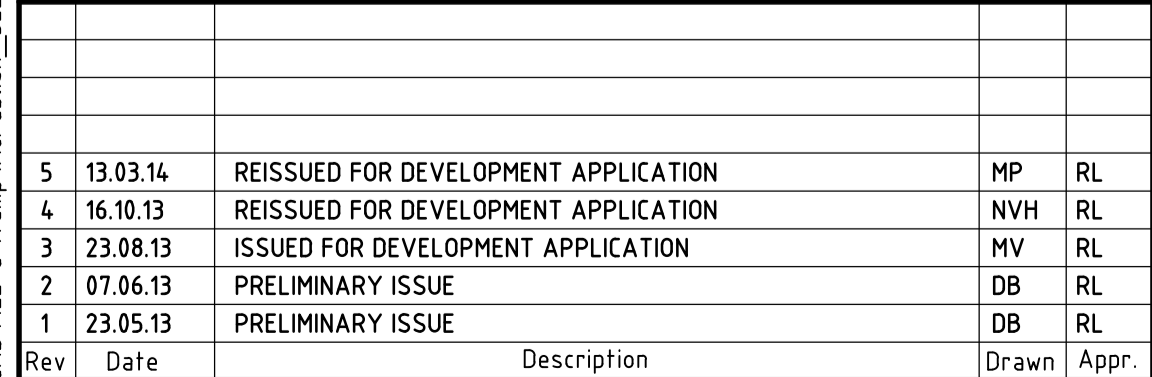 5 13.03.14 REISSUED FOR DEVELOPMENT APPLICATION MP RL
4 16.10.13 REISSUED FOR DEVELOPMENT APPLICATION NVH RL
3 23.08.13 ISSUED FOR DEVELOPMENT APPLICATION MV RL
2 07.06.13 PRELIMINARY ISSUE DB RL
1 23.05.13 PRELIMINARY ISSUE DB RL
Rev Date Description Drawn Appr.